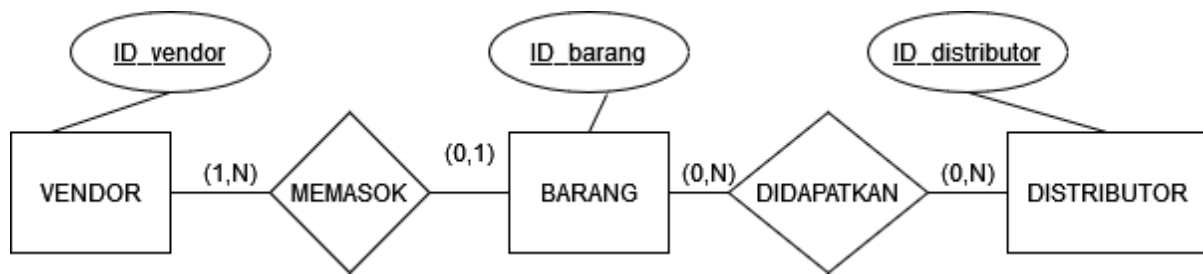 ID_vendor
ID_barang
ID_distributor
VENDOR
(1,N)
MEMASOK
(0,1)
BARANG
(0,N)
DIDAPATKAN
(0,N)
DISTRIBUTOR